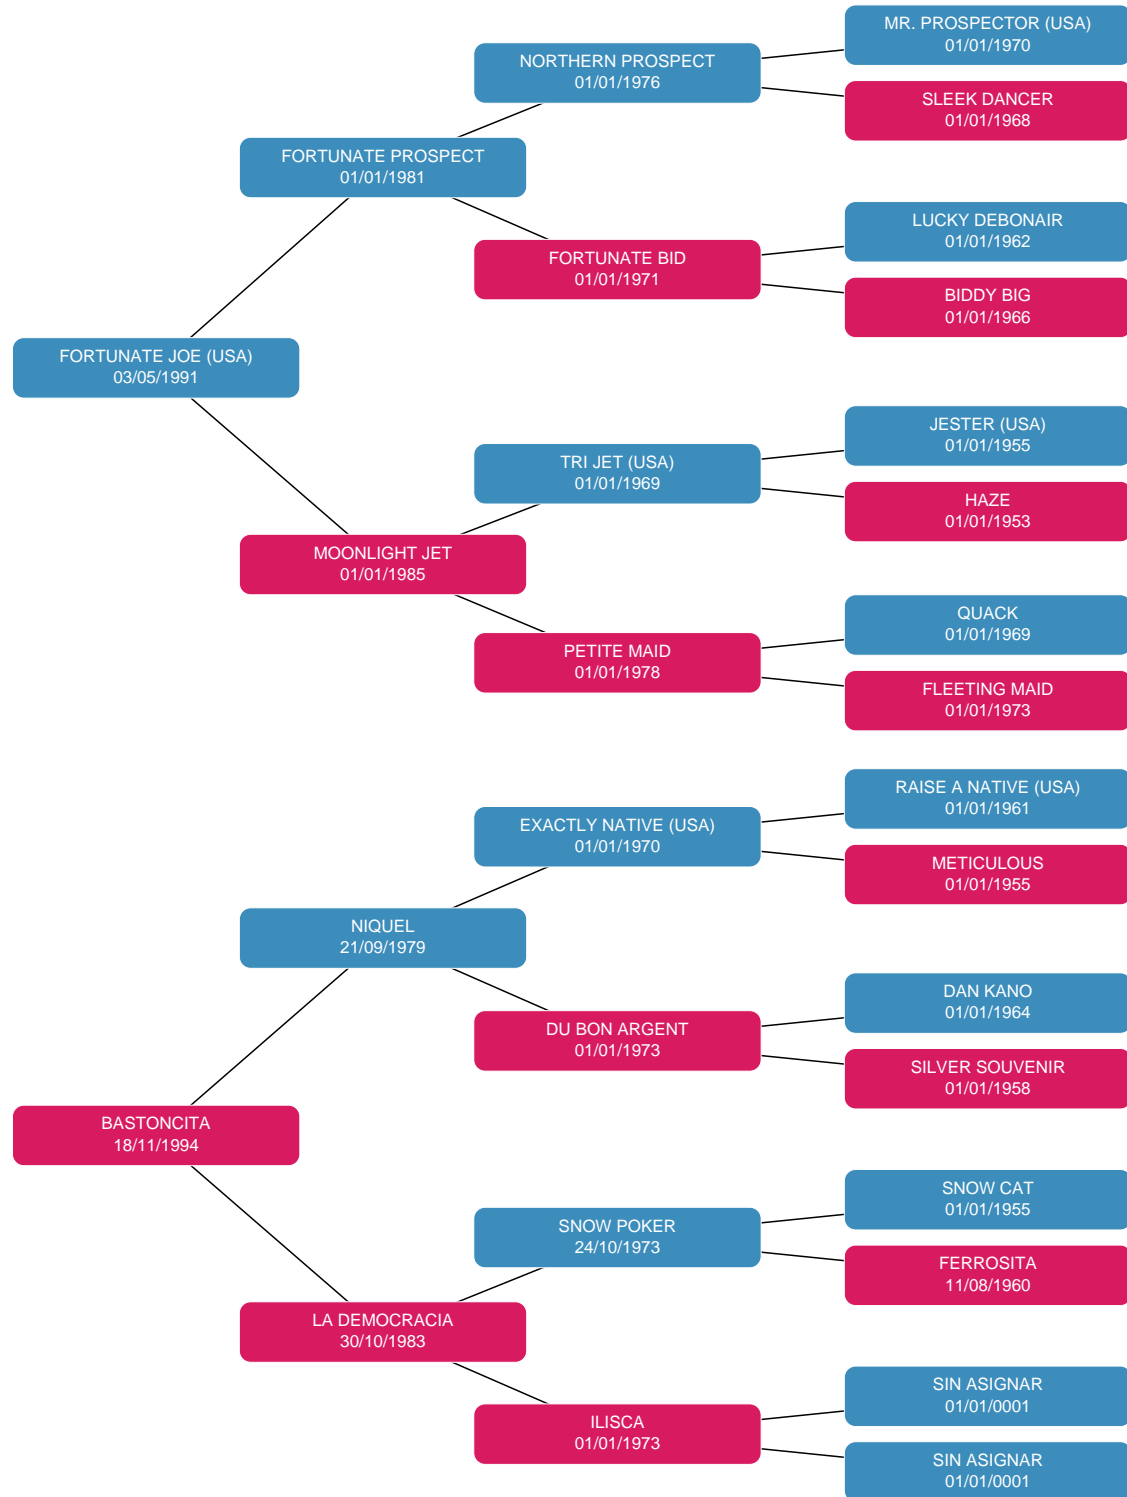 MR. PROSPECTOR (USA)
01/01/1970
NORTHERN PROSPECT
01/01/1976
SLEEK DANCER
01/01/1968
FORTUNATE PROSPECT
01/01/1981
LUCKY DEBONAIR
01/01/1962
FORTUNATE BID
01/01/1971
BIDDY BIG
01/01/1966
FORTUNATE JOE (USA)
03/05/1991
JESTER (USA)
01/01/1955
TRI JET (USA)
01/01/1969
HAZE
01/01/1953
MOONLIGHT JET
01/01/1985
QUACK
01/01/1969
PETITE MAID
01/01/1978
FLEETING MAID
01/01/1973
RAISE A NATIVE (USA)
01/01/1961
EXACTLY NATIVE (USA)
01/01/1970
METICULOUS
01/01/1955
NIQUEL
21/09/1979
DAN KANO
01/01/1964
DU BON ARGENT
01/01/1973
SILVER SOUVENIR
01/01/1958
BASTONCITA
18/11/1994
SNOW CAT
01/01/1955
SNOW POKER
24/10/1973
FERROSITA
11/08/1960
LA DEMOCRACIA
30/10/1983
SIN ASIGNAR
01/01/0001
ILISCA
01/01/1973
SIN ASIGNAR
01/01/0001